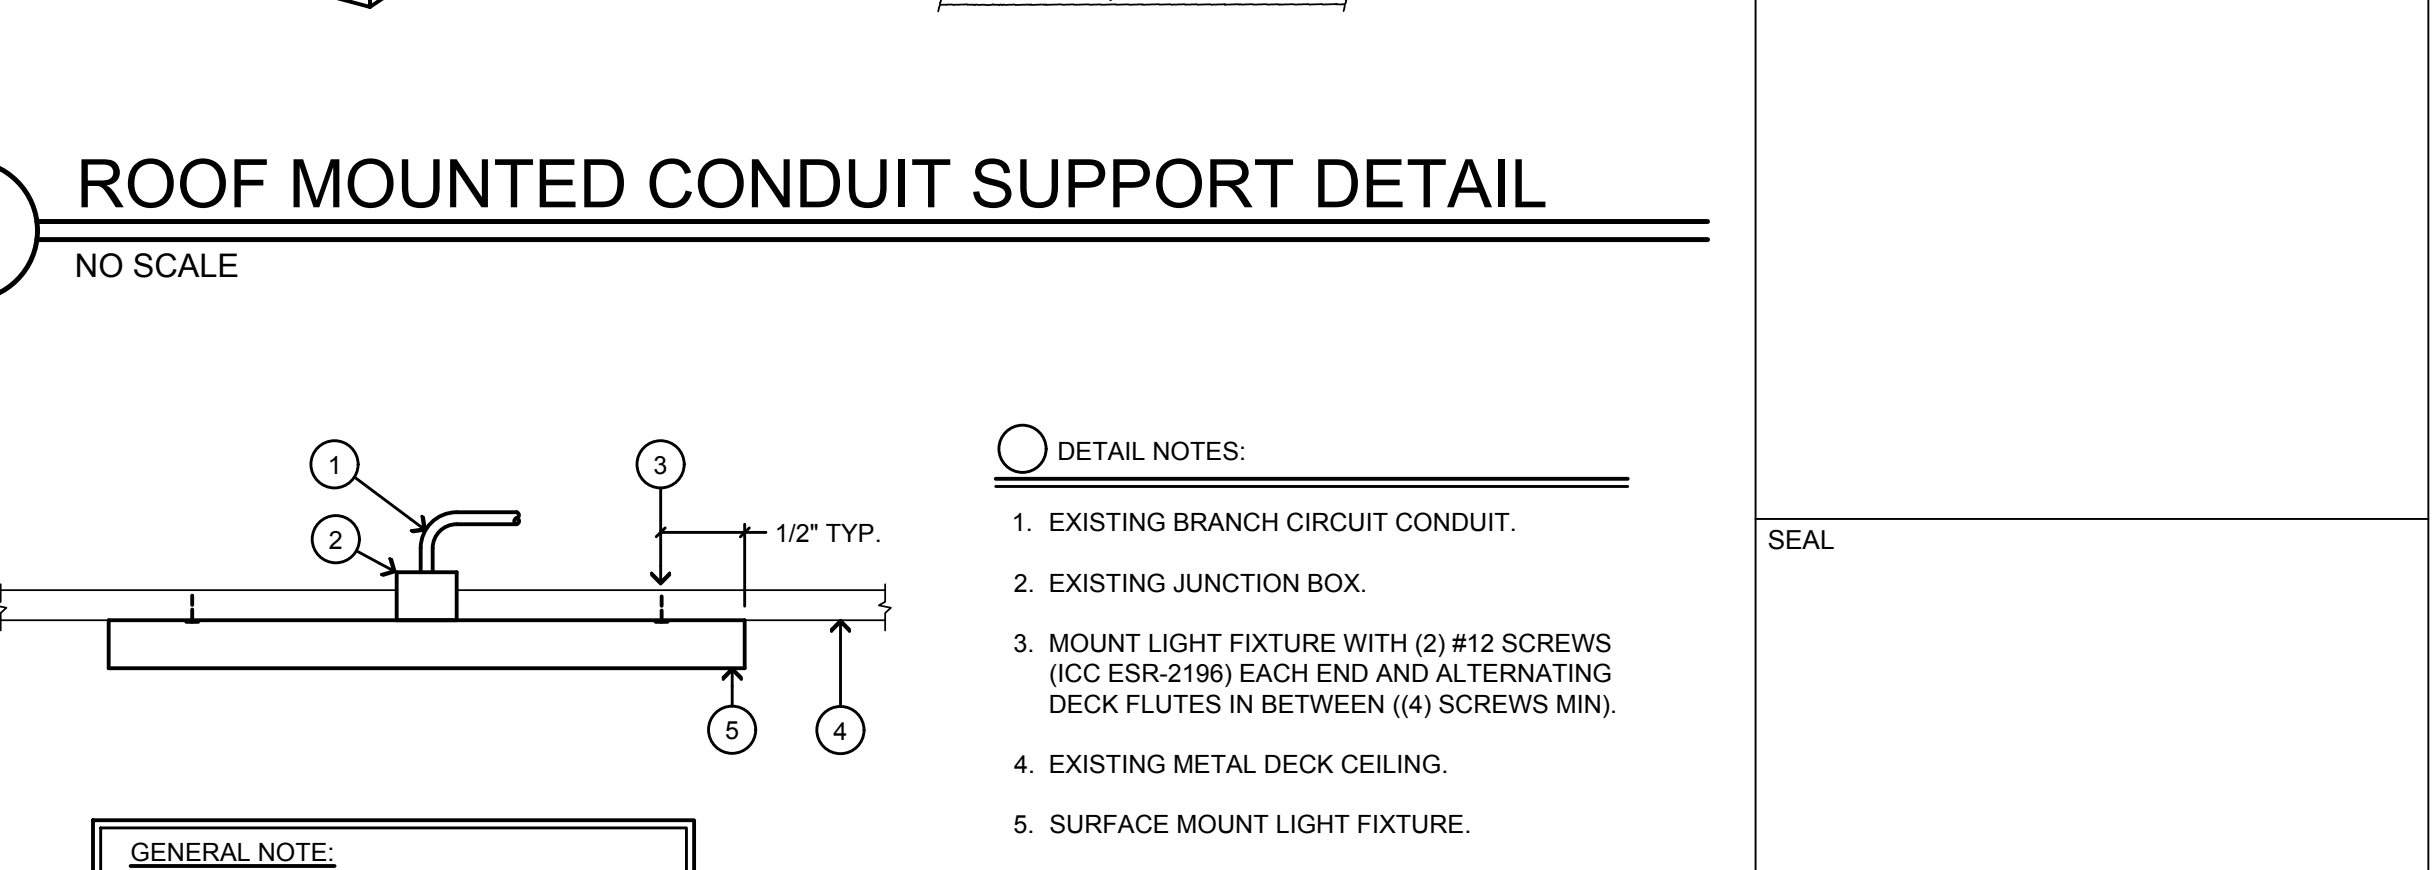 ROOF MOUNTED CONDUIT SUPPORT DETAIL
NO SCALE
1
2
3
1/2" TYP.
5
4
DETAIL NOTES:
1. EXISTING BRANCH CIRCUIT CONDUIT.
2. EXISTING JUNCTION BOX.
3. MOUNT LIGHT FIXTURE WITH (2) #12 SCREWS
(ICC ESR-2196) EACH END AND ALTERNATING
DECK FLUTES IN BETWEEN ((4) SCREWS MIN).
4. EXISTING METAL DECK CEILING.
5. SURFACE MOUNT LIGHT FIXTURE.
GENERAL NOTE:
SEAL